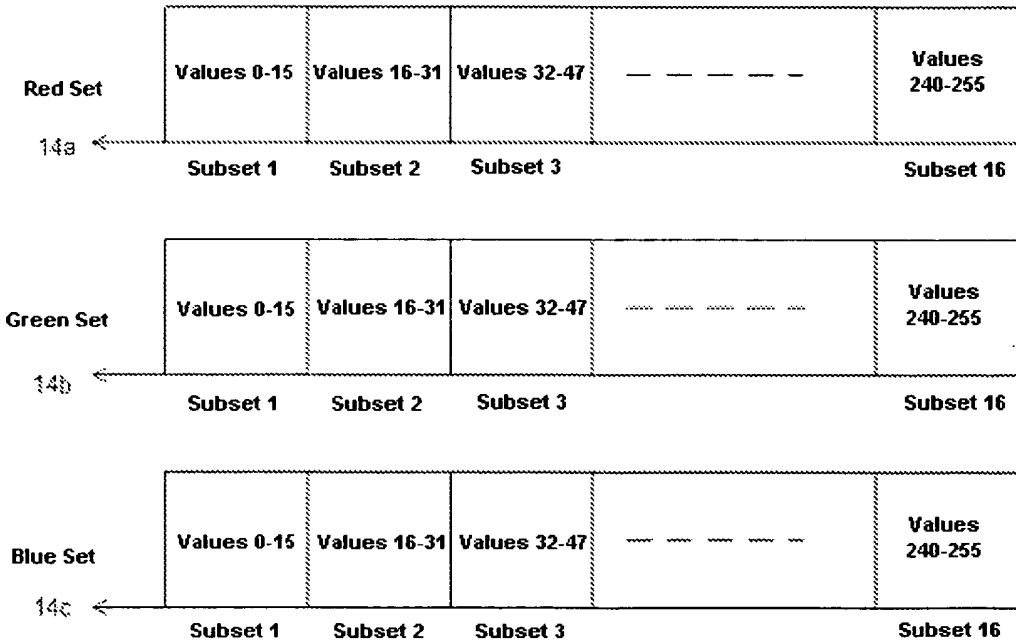 Red Set
14a
Values 0-15
Values 16-31
Values 32-47
Values
240-255
Subset 1
Subset 2
Subset 3
Subset 16
Green Set
14b
Values 0-15
Values 16-31
Values 32-47
Values
240-255
Subset 1
Subset 2
Subset 3
Subset 16
Blue Set
14c
Values 0-15
Values 16-31
Values 32-47
Values
240-255
Subset 1
Subset 2
Subset 3
Subset 16